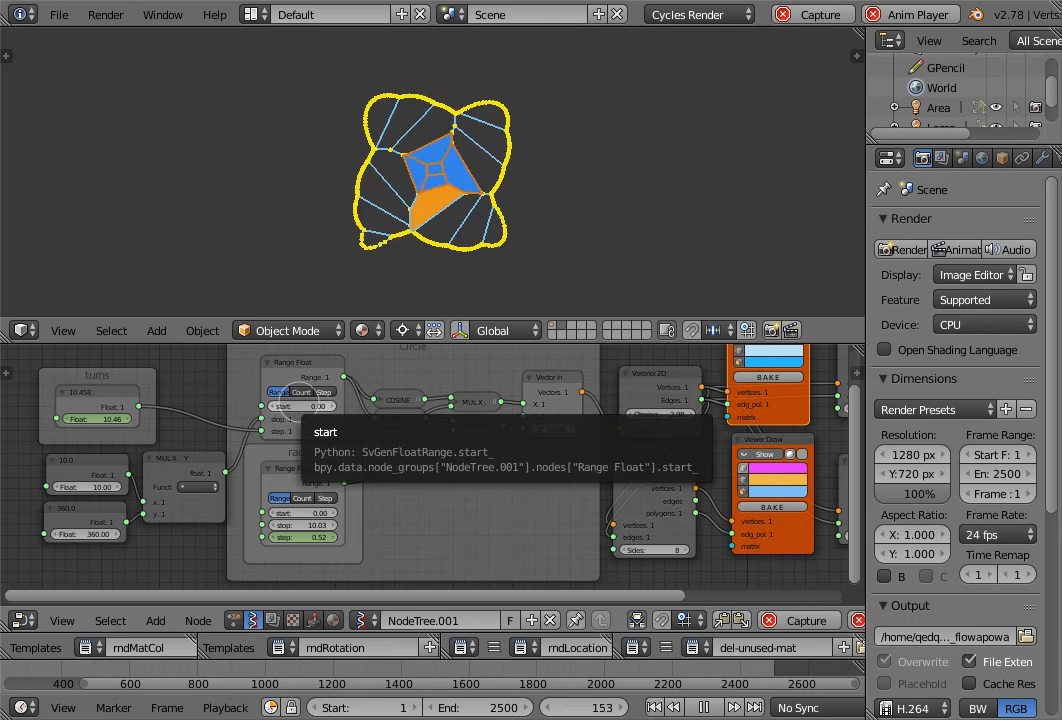 File Render Window Help Default Scene Cycles Render Capture Anim Player v2.78 | Verts:
View Search All Scene
GPencil
World
Area
Scene
Render
Render Animat Audio
Display: Image Editor
Feature Supported
Device: CPU
Open Shading Language
Dimensions
Render Presets
Resolution: Frame Range:
1280 px Start F: 1
Y:720 px En: 2500
100% Frame : 1
Aspect Ratio: Frame Rate:
X: 1.000 24 fps
Y: 1.000 Time Remap
B C 1 1
Output
/home/qedq..._flowapowa
Overwrite File Exten
Placehold Cache Res
H.264 BW RGB
View Select Add Object Object Mode Global
Circle
turns
10.458
Float. 1
Float: 10.46
10.0
Float. 1
Float: 10.00
360.0
Float. 1
Float: 360.00
MULX_ Y
float. 1
Functi
x. 1
y. 1
Range Float
Range. 1
Range Count Step
start: 0.00
stop. 1
step. 1
COSINE
MULX_
Vector in
X. 1
start
Python: SvGenFloatRange.start_
bpy.data.node_groups["NodeTree.001"].nodes["Range Float"].start_
Range Count Step
start: 0.00
stop: 10.03
step: 0.52
Voronoi 2D
Vertices. 1
Edges. 1
BAKE
vertices. 1
edg_pol. 1
matrix
Viewer Draw
Show
BAKE
vertices. 1
edg_pol. 1
matrix
vertices. 1
edges
polygons. 1
vertices. 1
edges. 1
Sides: 8
View Select Add Node NodeTree.001 F Capture
Templates rndMatCol Templates rndRotation rndLocation del-unused-mat
400 600 800 1000 1200 1400 1600 1800 2000 2200 2400 2600
View Marker Frame Playback Start: 1 End: 2500 153 No Sync